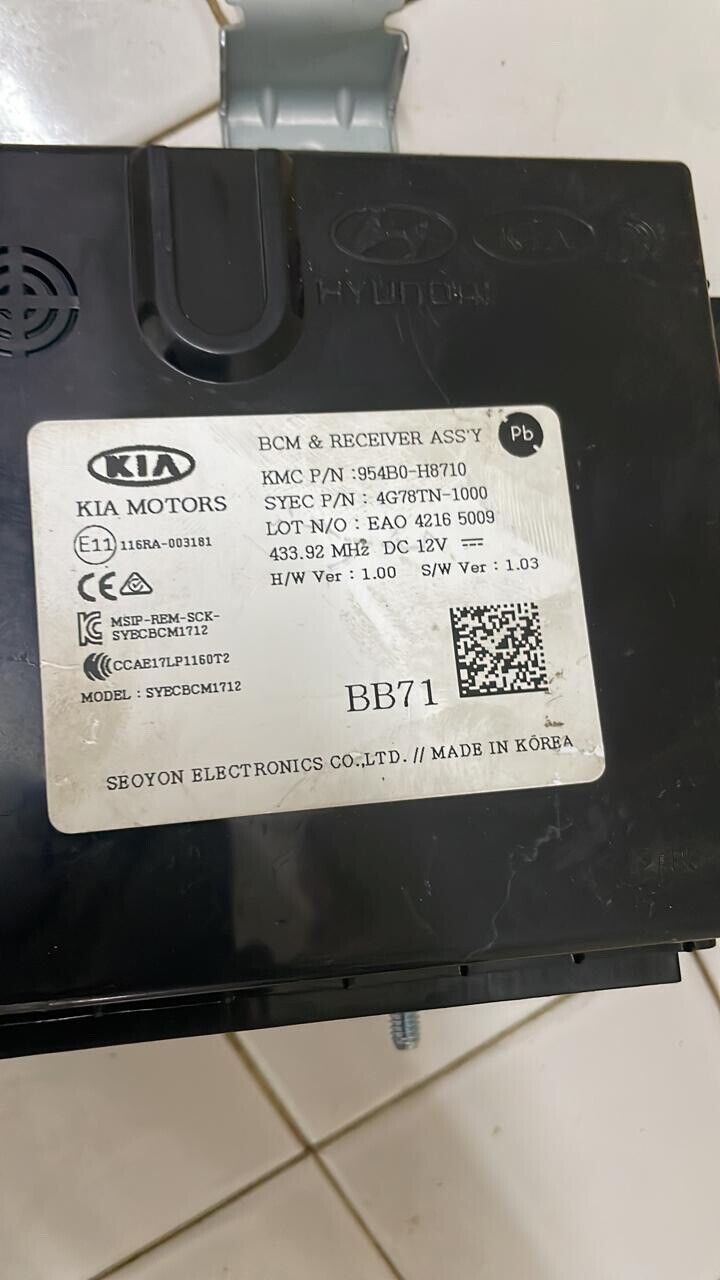 HYUNDAI
KIA
BCM & RECEIVER ASS'Y
Pb
KIA
KIA MOTORS
KMC P/N :954B0-H8710
SYEC P/N : 4G78TN-1000
LOT N/O : EAO 4216 5009
433.92 MHz DC 12V
H/W Ver : 1.00 S/W Ver : 1.03
E11 116RA-003181
CE
MSIP-REM-SCK-
SYECBCM1712
CCAE17LP1160T2
MODEL : SYECBCM1712
BB71
SEOYON ELECTRONICS CO.,LTD. // MADE IN KOREA